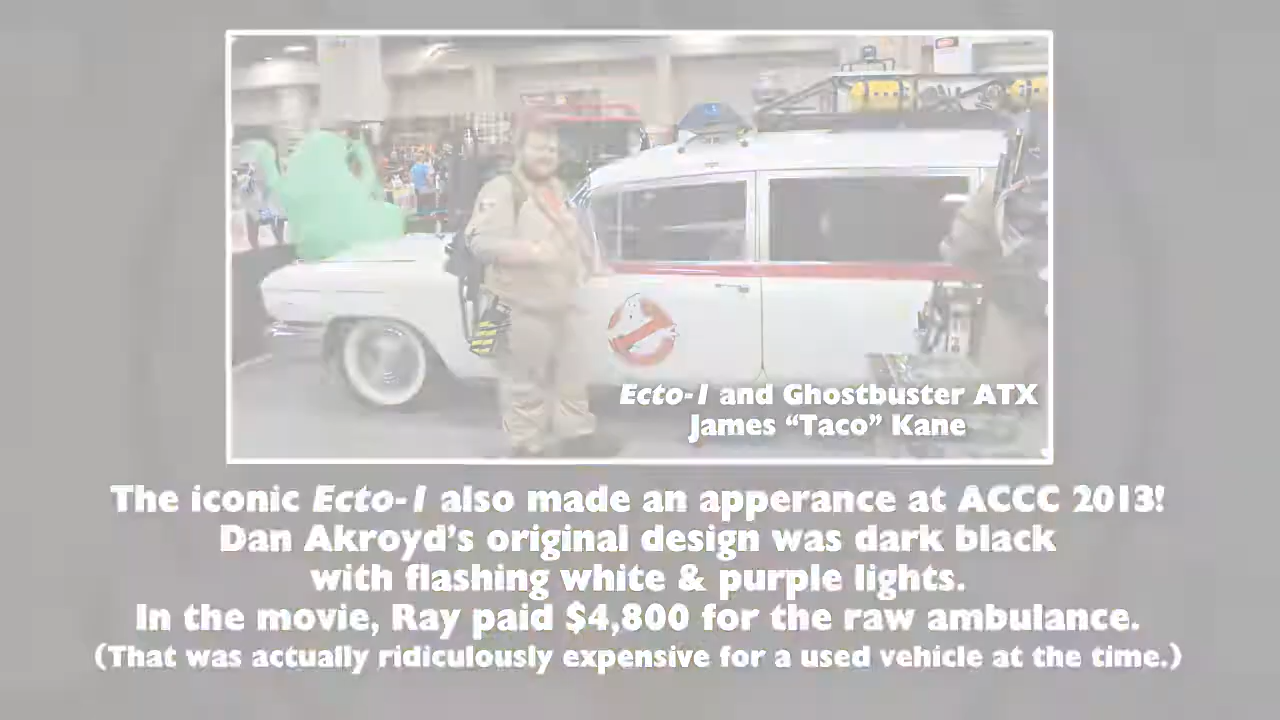 Ecto-1 and Ghostbuster ATX
James “Taco” Kane
The iconic Ecto-1 also made an apperance at ACCC 2013!
Dan Akroyd’s original design was dark black
with flashing white & purple lights.
In the movie, Ray paid $4,800 for the raw ambulance.
(That was actually ridiculously expensive for a used vehicle at the time.)